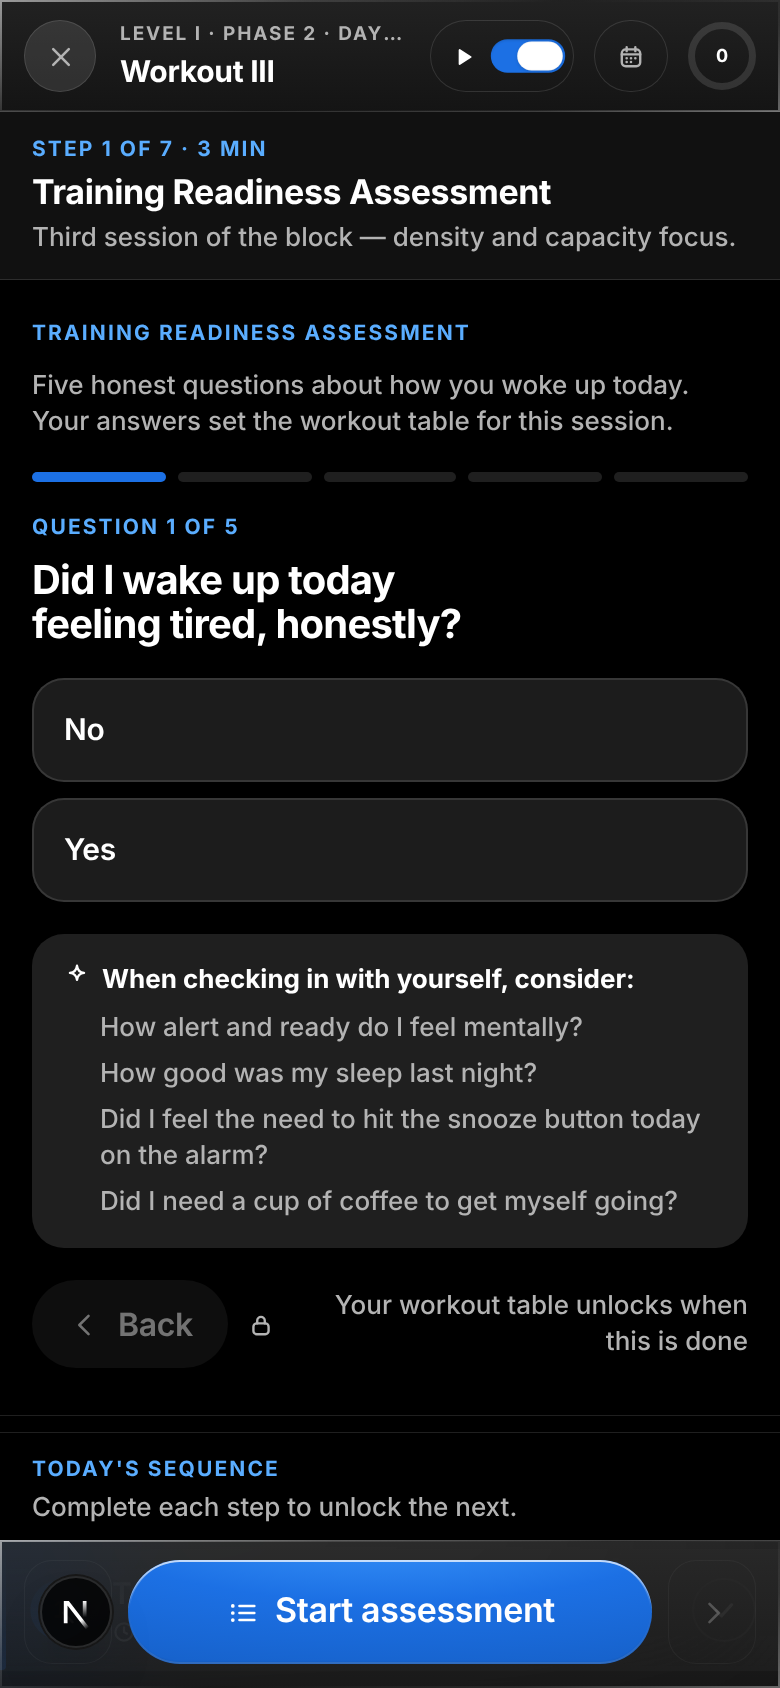 LEVEL I · PHASE 2 · DAY...
Workout III
0
STEP 1 OF 7 · 3 MIN
Training Readiness Assessment
Third session of the block — density and capacity focus.
TRAINING READINESS ASSESSMENT
Five honest questions about how you woke up today.
Your answers set the workout table for this session.
QUESTION 1 OF 5
Did I wake up today
feeling tired, honestly?
No
Yes
When checking in with yourself, consider:
How alert and ready do I feel mentally?
How good was my sleep last night?
Did I feel the need to hit the snooze button today
on the alarm?
Did I need a cup of coffee to get myself going?
Back
Your workout table unlocks when
this is done
TODAY'S SEQUENCE
Complete each step to unlock the next.
N
Start assessment